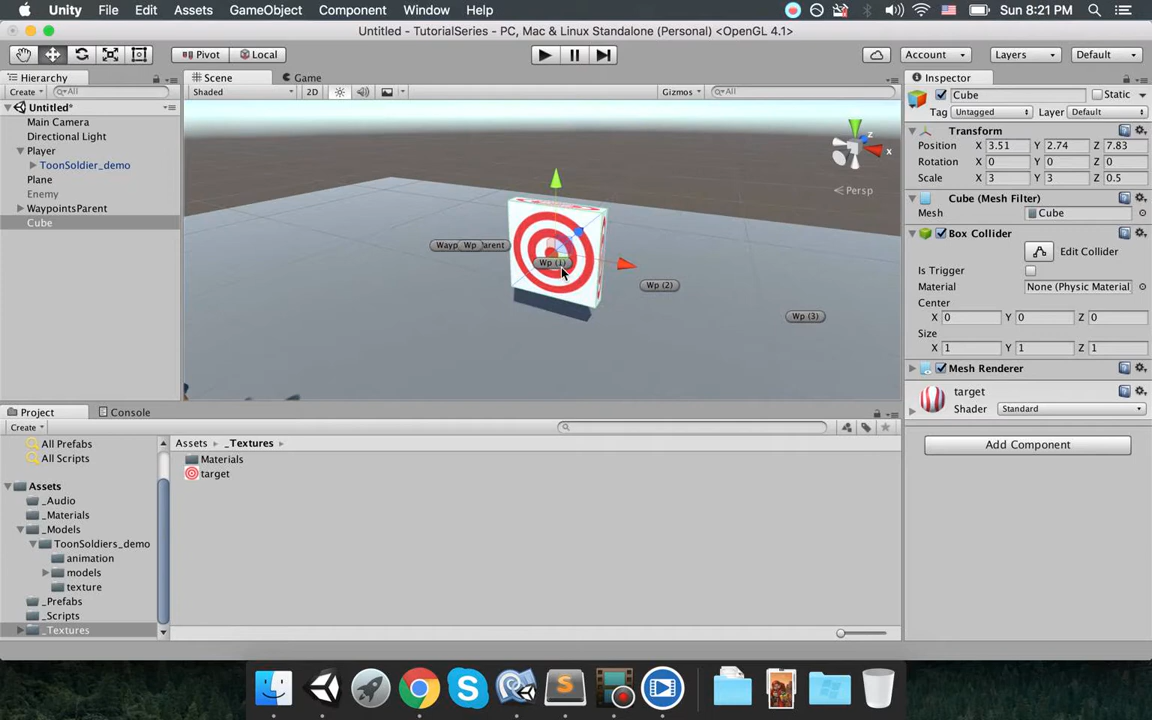 Unity File Edit Assets GameObject Component Window Help Sun 8:21 PM
Untitled - TutorialSeries - PC, Mac & Linux Standalone (Personal) <OpenGL 4.1>
Pivot Local Account Layers Default
Hierarchy Scene Game Inspector
Create All Shaded 2D Gizmos All Cube Static
Untitled* Tag Untagged Layer Default
Main Camera
Directional Light Transform
Player Position X 3.51 Y 2.74 Z 7.83
ToonSoldier_demo Rotation X 0 Y 0 Z 0
Plane Scale X 3 Y 3 Z 0.5
Enemy Cube (Mesh Filter)
WaypointsParent Mesh Cube
Cube Box Collider
z x Persp
Wayp Wp arent Edit Collider
Wp (1) Is Trigger
Wp (2) Material None (Physic Material
Center
Wp (3) X 0 Y 0 Z 0
Size
X 1 Y 1 Z 1
Mesh Renderer
target
Shader Standard
Project Console
Create
All Prefabs Assets _Textures Add Component
All Scripts Materials
target
Assets
_Audio
_Materials
_Models
ToonSoldiers_demo
animation
models
texture
_Prefabs
_Scripts
_Textures